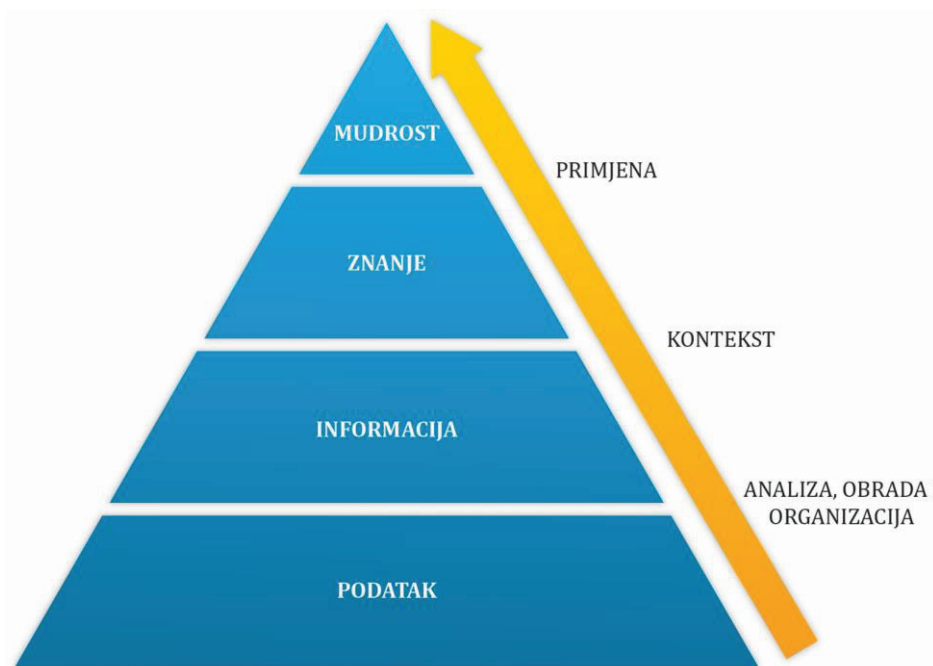 MUDROST
PRIMJENA
ZNANJE
KONTEKST
INFORMACIJA
ANALIZA, OBRADA
ORGANIZACIJA
PODATAK